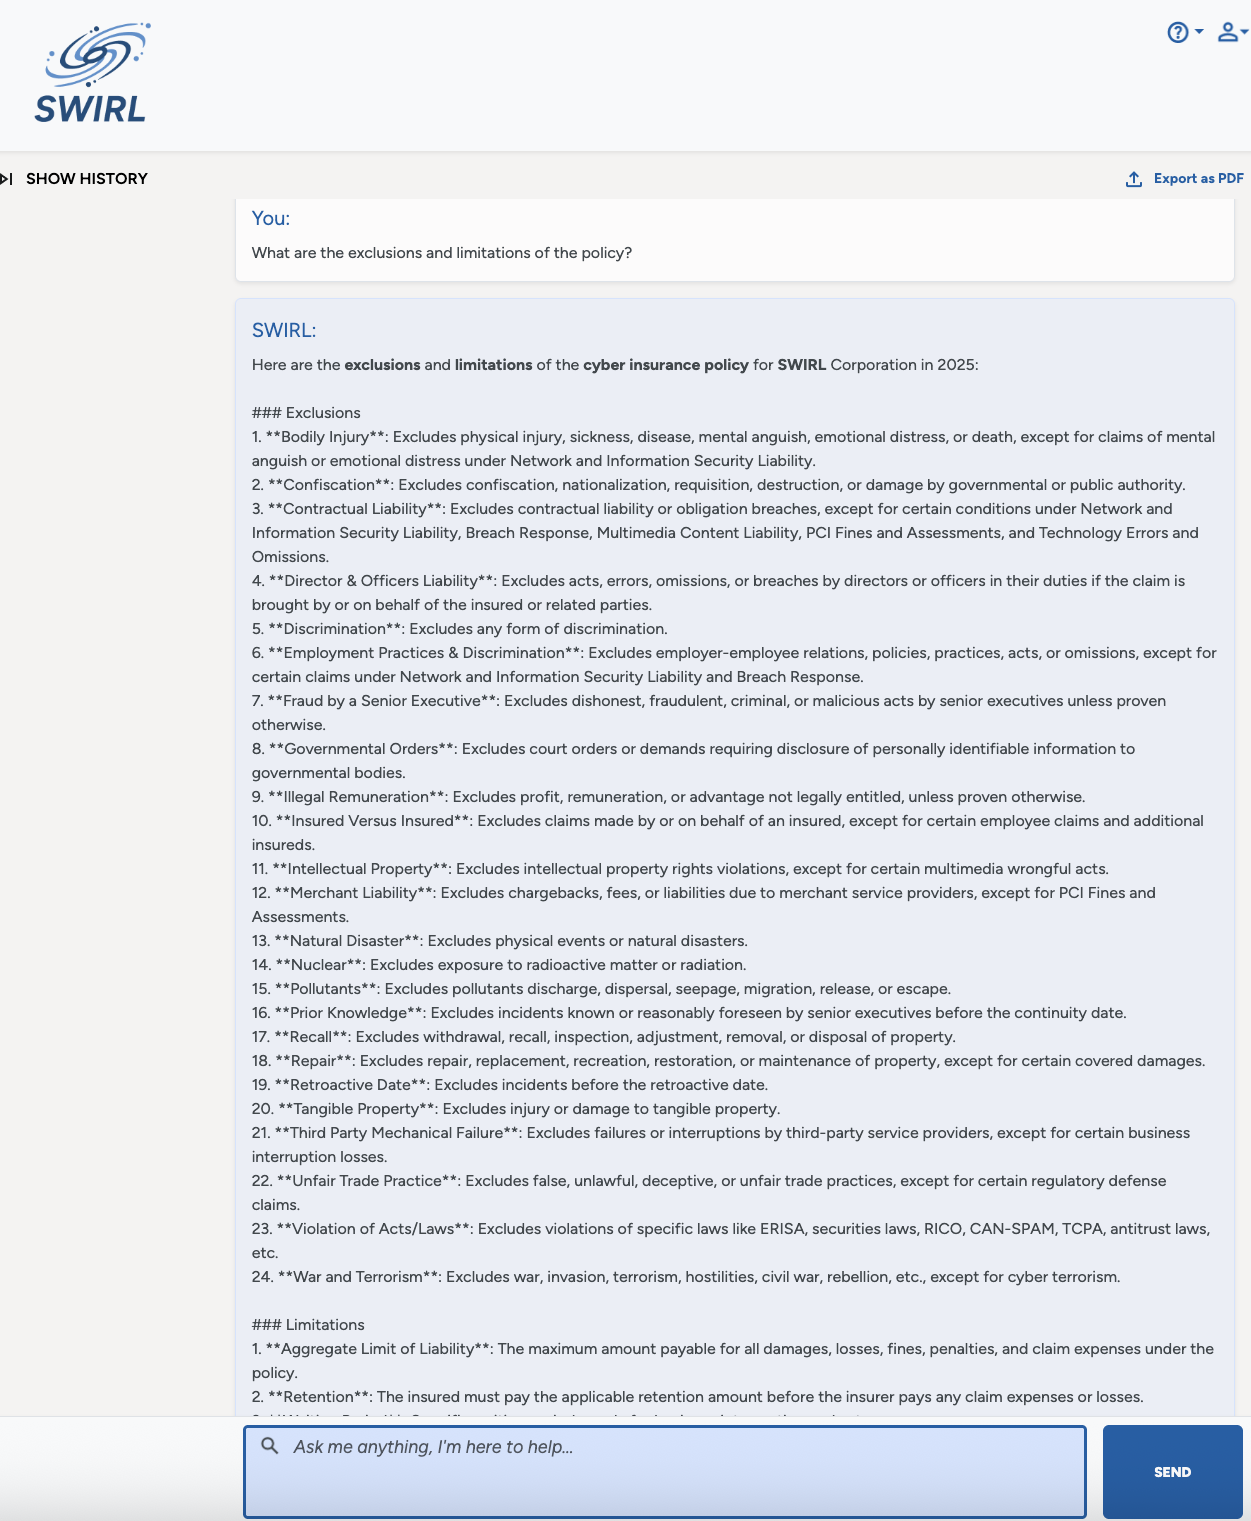 SWIRL
SHOW HISTORY
Export as PDF
You:
What are the exclusions and limitations of the policy?
SWIRL:
Here are the exclusions and limitations of the cyber insurance policy for SWIRL Corporation in 2025:
### Exclusions
1. **Bodily Injury**: Excludes physical injury, sickness, disease, mental anguish, emotional distress, or death, except for claims of mental
anguish or emotional distress under Network and Information Security Liability.
2. **Confiscation**: Excludes confiscation, nationalization, requisition, destruction, or damage by governmental or public authority.
3. **Contractual Liability**: Excludes contractual liability or obligation breaches, except for certain conditions under Network and
Information Security Liability, Breach Response, Multimedia Content Liability, PCI Fines and Assessments, and Technology Errors and
Omissions.
4. **Director & Officers Liability**: Excludes acts, errors, omissions, or breaches by directors or officers in their duties if the claim is
brought by or on behalf of the insured or related parties.
5. **Discrimination**: Excludes any form of discrimination.
6. **Employment Practices & Discrimination**: Excludes employer-employee relations, policies, practices, acts, or omissions, except for
certain claims under Network and Information Security Liability and Breach Response.
7. **Fraud by a Senior Executive**: Excludes dishonest, fraudulent, criminal, or malicious acts by senior executives unless proven
otherwise.
8. **Governmental Orders**: Excludes court orders or demands requiring disclosure of personally identifiable information to
governmental bodies.
9. **Illegal Remuneration**: Excludes profit, remuneration, or advantage not legally entitled, unless proven otherwise.
10. **Insured Versus Insured**: Excludes claims made by or on behalf of an insured, except for certain employee claims and additional
insureds.
11. **Intellectual Property**: Excludes intellectual property rights violations, except for certain multimedia wrongful acts.
12. **Merchant Liability**: Excludes chargebacks, fees, or liabilities due to merchant service providers, except for PCI Fines and
Assessments.
13. **Natural Disaster**: Excludes physical events or natural disasters.
14. **Nuclear**: Excludes exposure to radioactive matter or radiation.
15. **Pollutants**: Excludes pollutants discharge, dispersal, seepage, migration, release, or escape.
16. **Prior Knowledge**: Excludes incidents known or reasonably foreseen by senior executives before the continuity date.
17. **Recall**: Excludes withdrawal, recall, inspection, adjustment, removal, or disposal of property.
18. **Repair**: Excludes repair, replacement, recreation, restoration, or maintenance of property, except for certain covered damages.
19. **Retroactive Date**: Excludes incidents before the retroactive date.
20. **Tangible Property**: Excludes injury or damage to tangible property.
21. **Third Party Mechanical Failure**: Excludes failures or interruptions by third-party service providers, except for certain business
interruption losses.
22. **Unfair Trade Practice**: Excludes false, unlawful, deceptive, or unfair trade practices, except for certain regulatory defense
claims.
23. **Violation of Acts/Laws**: Excludes violations of specific laws like ERISA, securities laws, RICO, CAN-SPAM, TCPA, antitrust laws,
etc.
24. **War and Terrorism**: Excludes war, invasion, terrorism, hostilities, civil war, rebellion, etc., except for cyber terrorism.
### Limitations
1. **Aggregate Limit of Liability**: The maximum amount payable for all damages, losses, fines, penalties, and claim expenses under the
policy.
2. **Retention**: The insured must pay the applicable retention amount before the insurer pays any claim expenses or losses.
Ask me anything, I'm here to help...
SEND